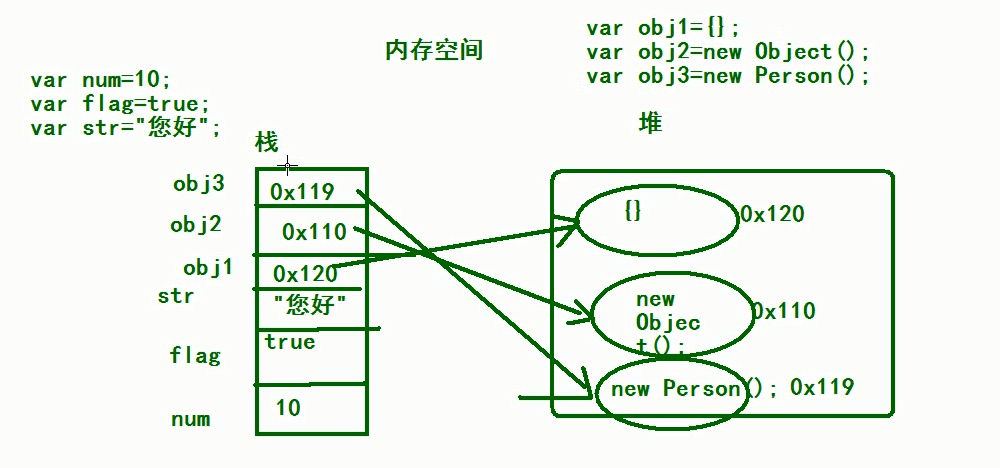 内存空间
var obj1={};
var obj2=new Object();
var obj3=new Person();
var num=10;
var flag=true;
var str="您好";
栈
堆
obj3
0x119
obj2
0x110
obj1
0x120
str
"您好"
flag
true
num
10
{}
0x120
new
Objec
t();
0x110
new Person(); 0x119